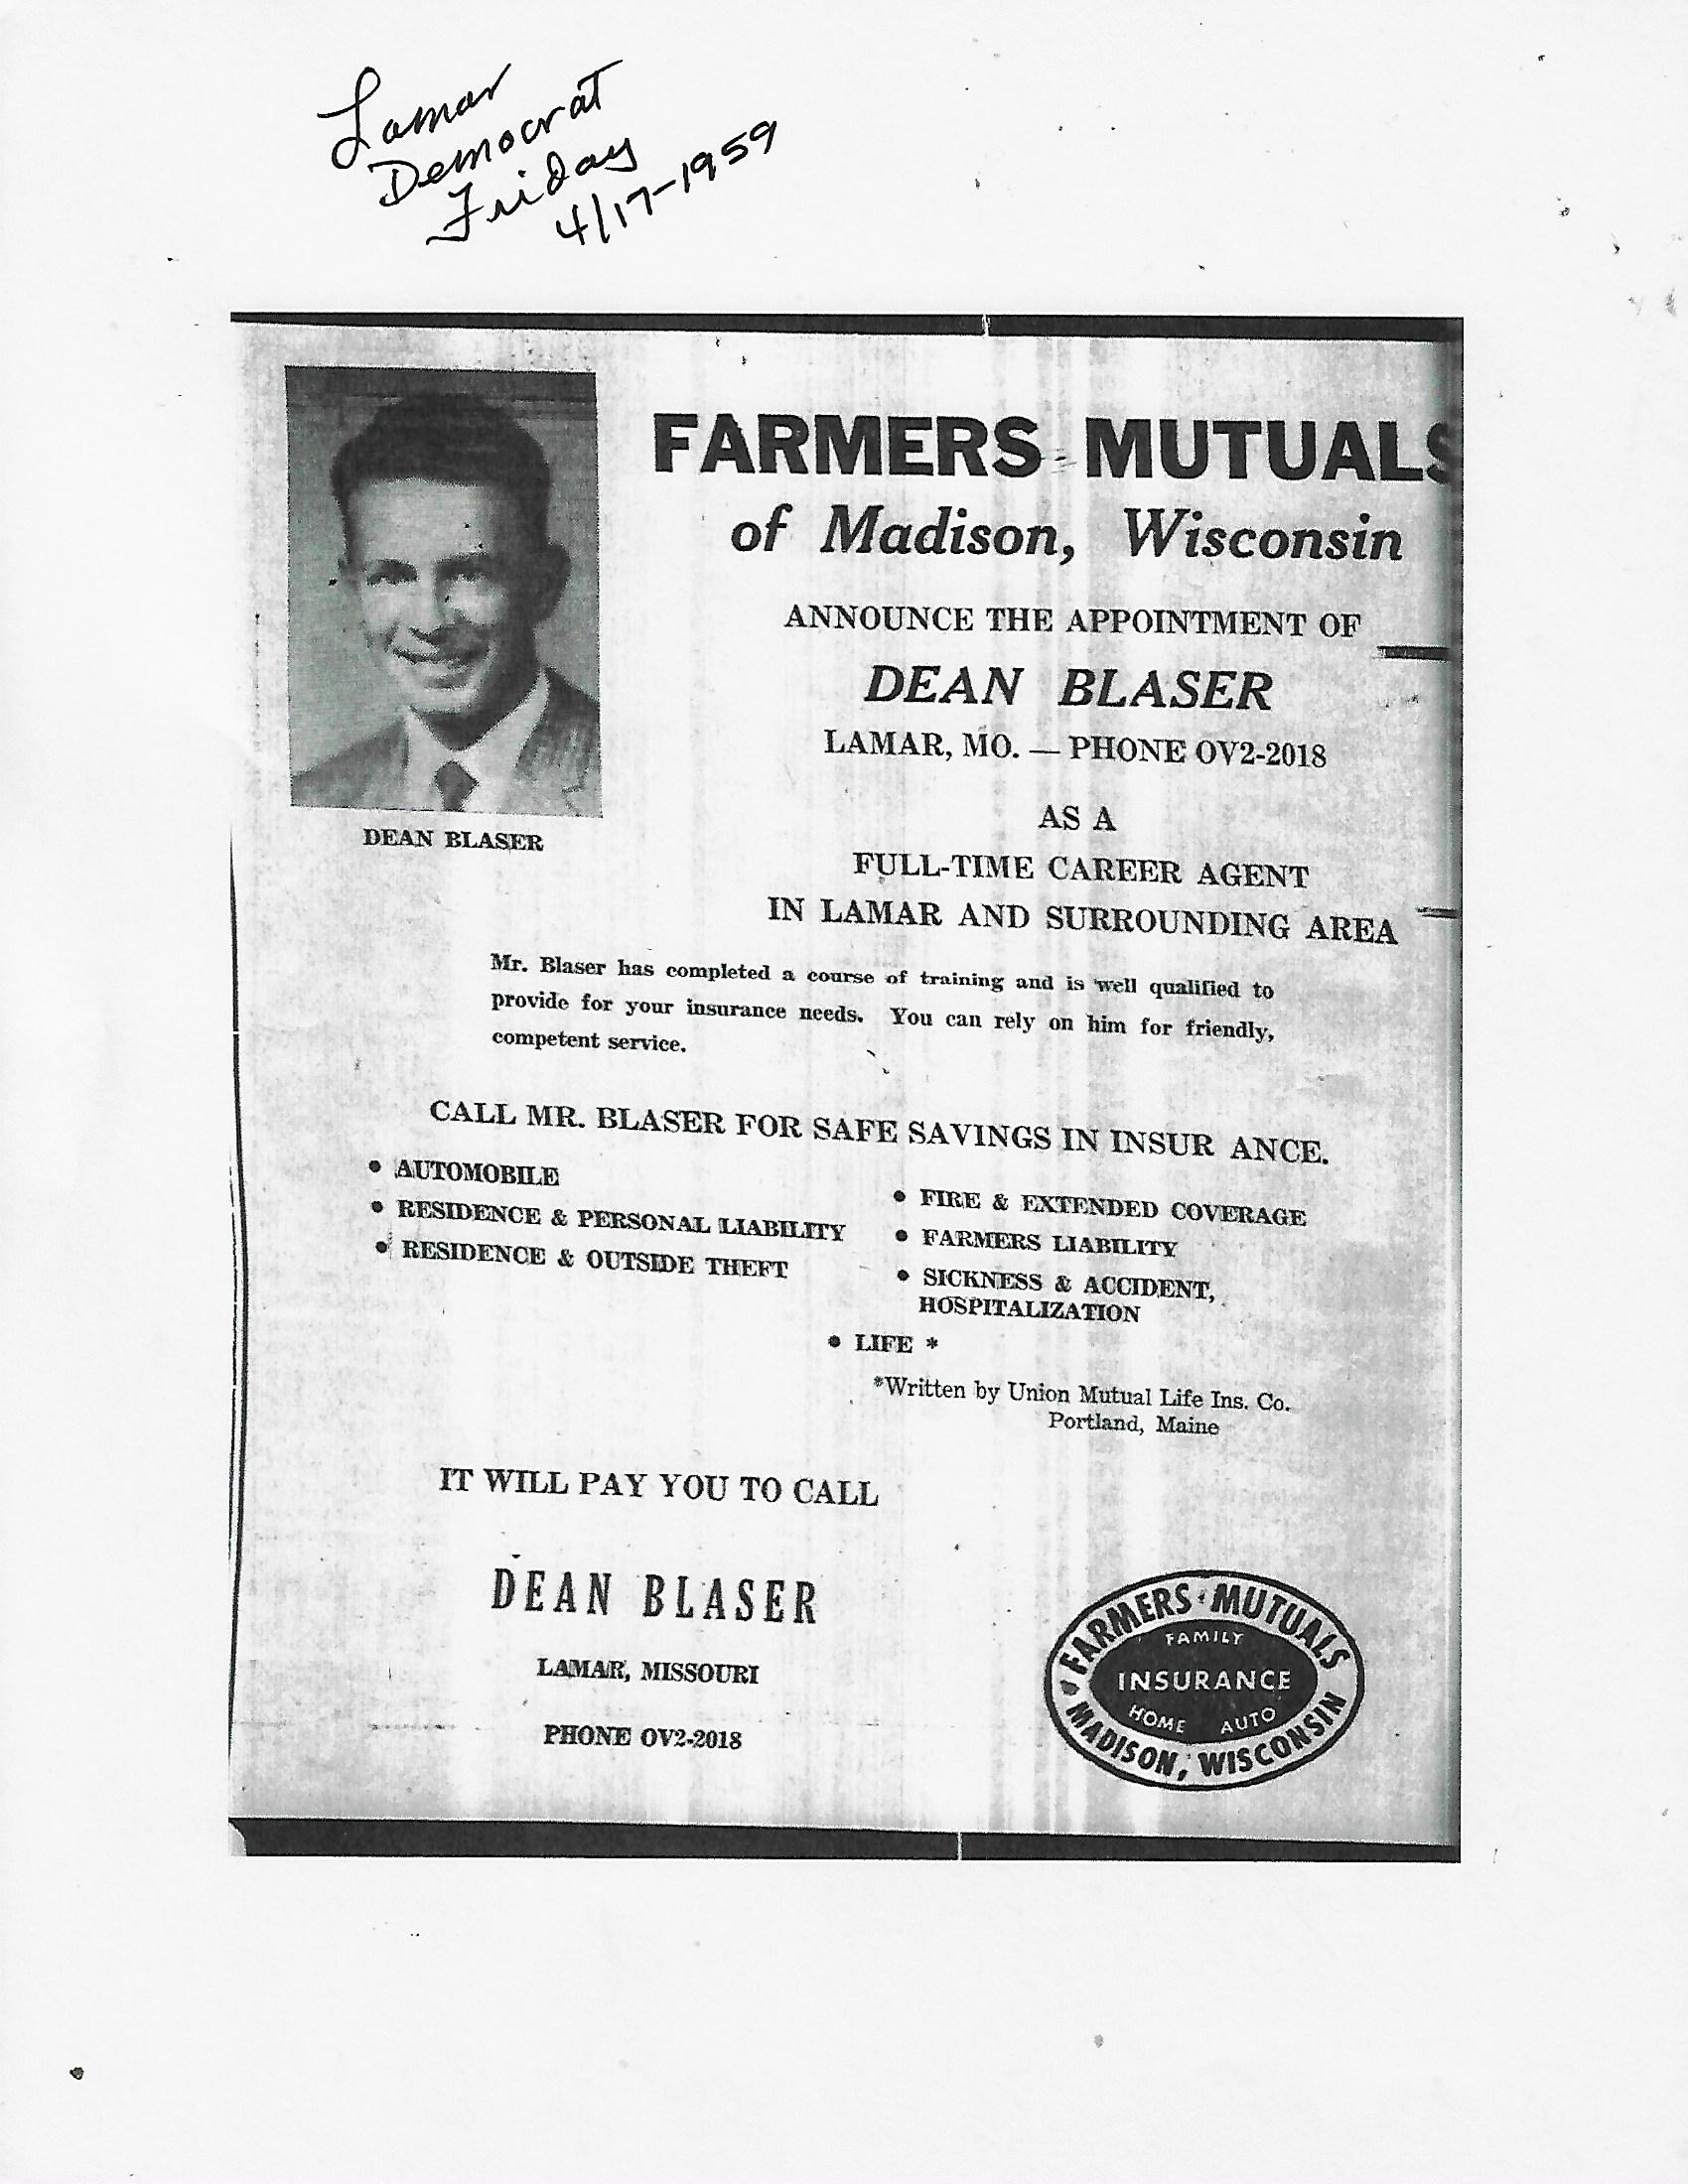 Lamar
Democrat
Friday
4/17-1959
FARMERS MUTUALS
of Madison, Wisconsin
ANNOUNCE THE APPOINTMENT OF
DEAN BLASER
LAMAR, MO. — PHONE OV2-2018
DEAN BLASER
AS A
FULL-TIME CAREER AGENT
IN LAMAR AND SURROUNDING AREA
Mr. Blaser has completed a course of training and is well qualified to
provide for your insurance needs. You can rely on him for friendly,
competent service.
CALL MR. BLASER FOR SAFE SAVINGS IN INSUR ANCE.
• AUTOMOBILE
• RESIDENCE & PERSONAL LIABILITY
• RESIDENCE & OUTSIDE THEFT
• FIRE & EXTENDED COVERAGE
• FARMERS LIABILITY
• SICKNESS & ACCIDENT,
HOSPITALIZATION
• LIFE *
*Written by Union Mutual Life Ins. Co.
Portland, Maine
IT WILL PAY YOU TO CALL
DEAN BLASER
LAMAR, MISSOURI
PHONE OV2-2018
FARMERS MUTUALS
FAMILY
INSURANCE
HOME AUTO
MADISON, WISCONSIN